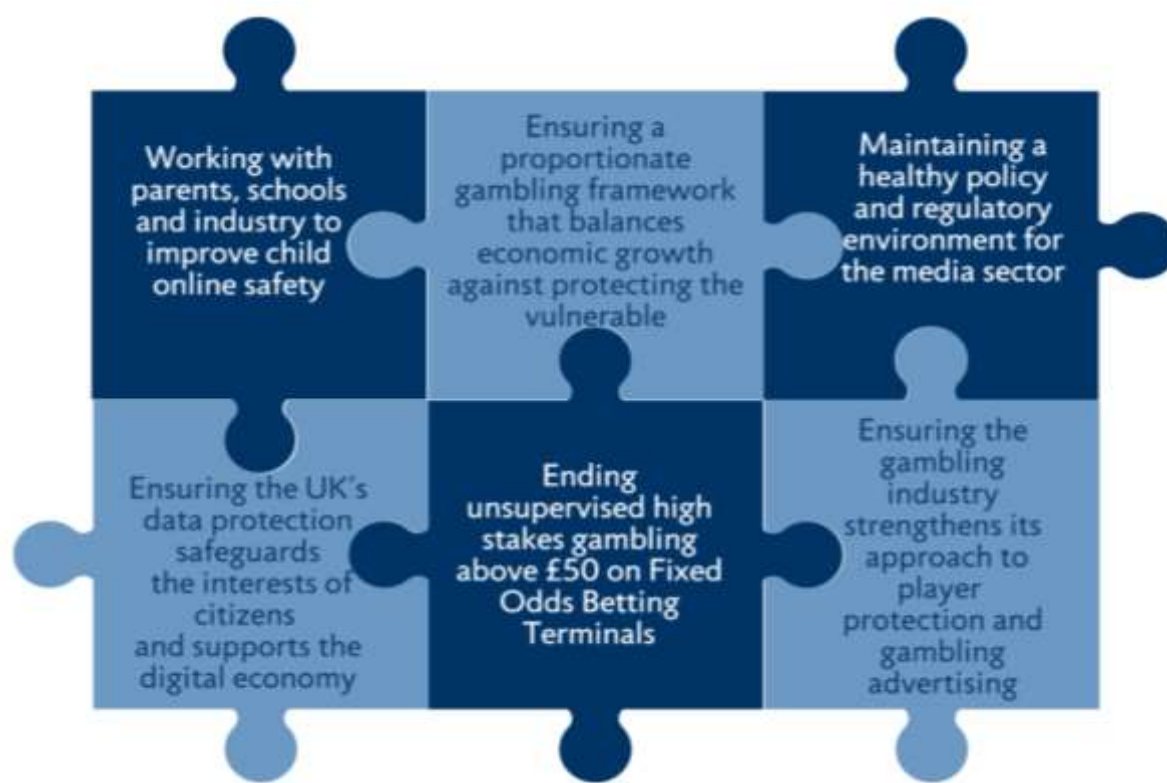 Working with
parents, schools
and industry to
improve child
online safety
Ensuring a
proportionate
gambling framework
that balances
economic growth
against protecting the
vulnerable
Maintaining a
healthy policy
and regulatory
environment for
the media sector
Ensuring the UK's
data protection
safeguards
the interests of
citizens
and supports the
digital economy
Ending
unsupervised high
stakes gambling
above £50 on Fixed
Odds Betting
Terminals
Ensuring the
gambling
industry
strengthens its
approach to
player
protection and
gambling
advertising